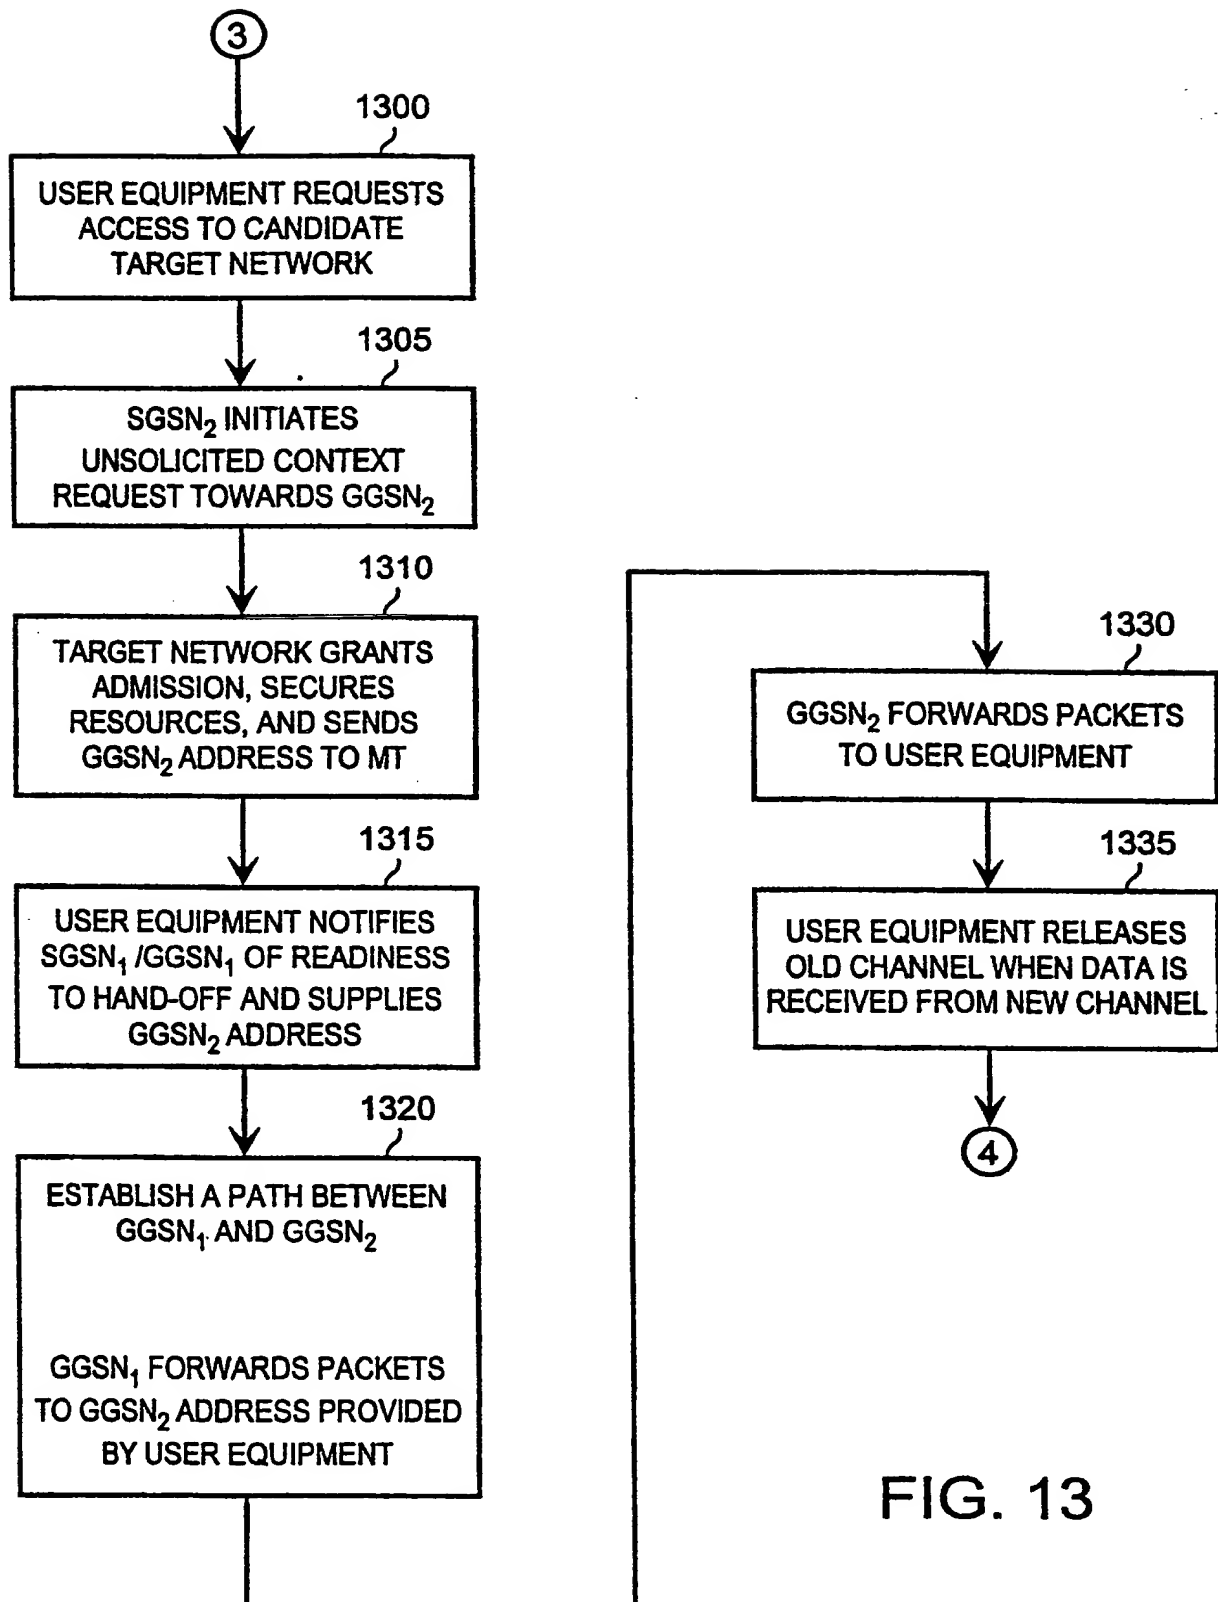 3
1300
USER EQUIPMENT REQUESTS
ACCESS TO CANDIDATE
TARGET NETWORK
1305
SGSN₂ INITIATES
UNSOLICITED CONTEXT
REQUEST TOWARDS GGSN₂
1310
TARGET NETWORK GRANTS
ADMISSION, SECURES
RESOURCES, AND SENDS
GGSN₂ ADDRESS TO MT
1315
USER EQUIPMENT NOTIFIES
SGSN₁/GGSN₁ OF READINESS
TO HAND-OFF AND SUPPLIES
GGSN₂ ADDRESS
1320
ESTABLISH A PATH BETWEEN
GGSN₁ AND GGSN₂
GGSN₁ FORWARDS PACKETS
TO GGSN₂ ADDRESS PROVIDED
BY USER EQUIPMENT
1330
GGSN₂ FORWARDS PACKETS
TO USER EQUIPMENT
1335
USER EQUIPMENT RELEASES
OLD CHANNEL WHEN DATA IS
RECEIVED FROM NEW CHANNEL
4
FIG. 13